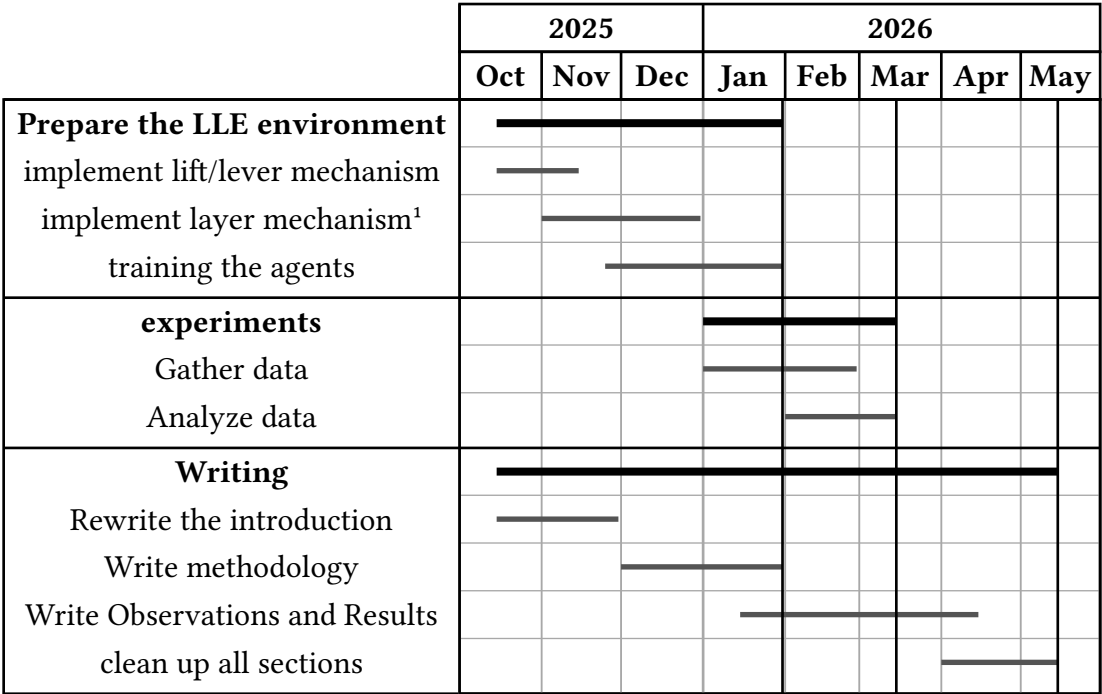 2025 2026
Oct Nov Dec Jan Feb Mar Apr May
Prepare the LLE environment
implement lift/lever mechanism
implement layer mechanism¹
training the agents
experiments
Gather data
Analyze data
Writing
Rewrite the introduction
Write methodology
Write Observations and Results
clean up all sections